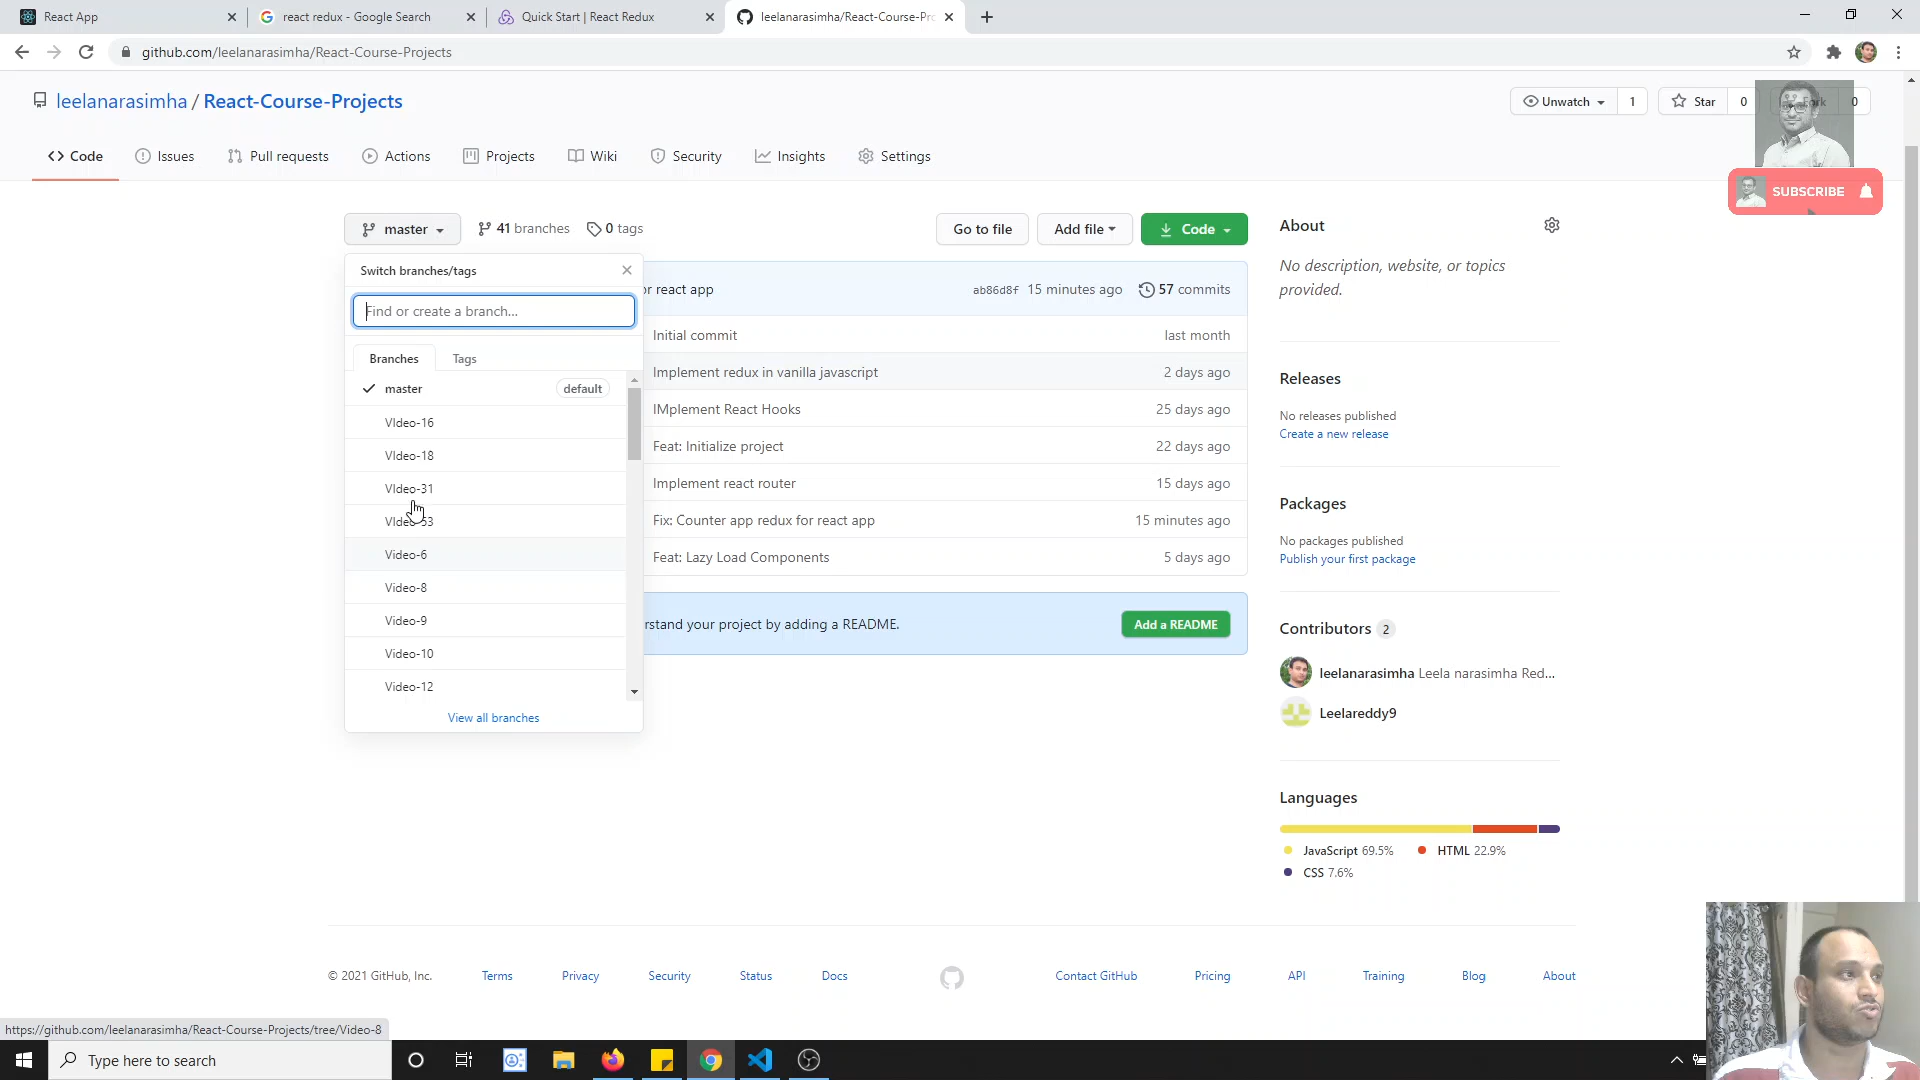 React App
react redux - Google Search
Quick Start | React Redux
leelanarasimha/React-Course-Pro
github.com/leelanarasimha/React-Course-Projects
leelanarasimha / React-Course-Projects
Unwatch 1
Star 0
Fork 0
Code
Issues
Pull requests
Actions
Projects
Wiki
Security
Insights
Settings
SUBSCRIBE
master
41 branches
0 tags
Go to file
Add file
Code
About
No description, website, or topics
provided.
Switch branches/tags
or react app
ab86d8f 15 minutes ago
57 commits
Find or create a branch...
Initial commit
last month
Branches
Tags
Implement redux in vanilla javascript
2 days ago
Releases
master
default
IMplement React Hooks
25 days ago
No releases published
VIdeo-16
Create a new release
Feat: Initialize project
22 days ago
VIdeo-18
Implement react router
15 days ago
VIdeo-31
Packages
Fix: Counter app redux for react app
15 minutes ago
No packages published
Video-6
Feat: Lazy Load Components
5 days ago
Publish your first package
Video-8
Video-9
rstand your project by adding a README.
Add a README
Contributors 2
Video-10
leelanarasimha Leela narasimha Red...
Video-12
Leelareddy9
View all branches
Languages
JavaScript 69.5%
HTML 22.9%
CSS 7.6%
© 2021 GitHub, Inc.
Terms
Privacy
Security
Status
Docs
Contact GitHub
Pricing
API
Training
Blog
About
https://github.com/leelanarasimha/React-Course-Projects/tree/Video-8
Type here to search